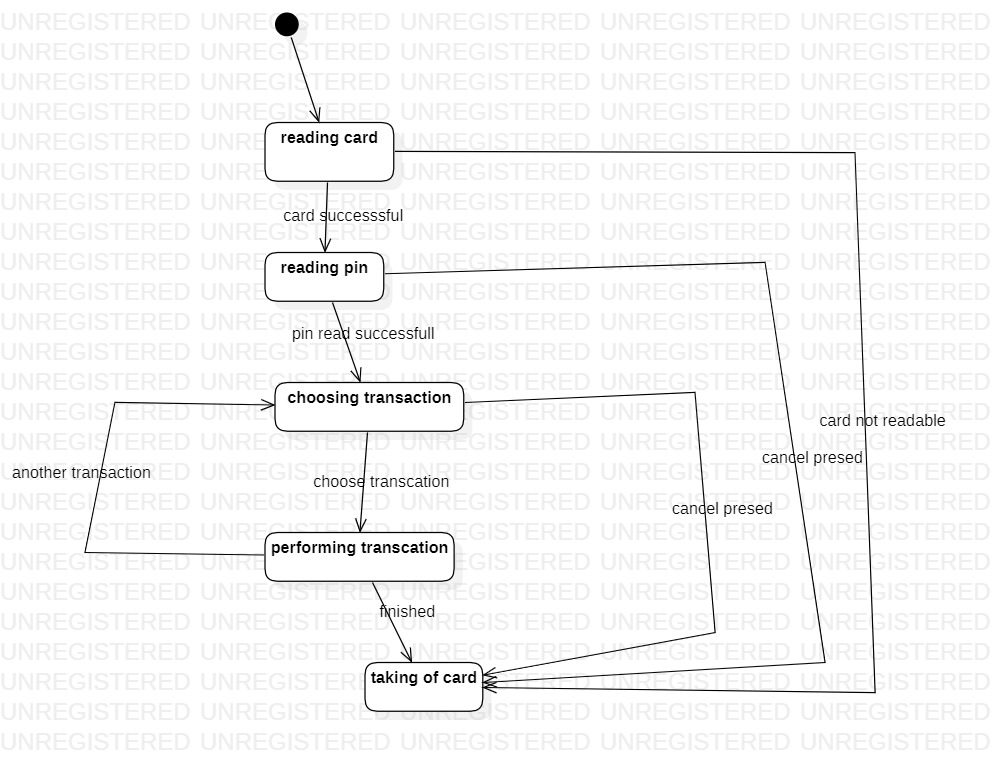 UNREGISTERED UNREGISTERED UNREGISTERED UNREGISTERED UNREGISTERED
reading card
card successsful
reading pin
pin read successfull
choosing transaction
card not readable
cancel presed
another transaction
choose transcation
cancel presed
performing transcation
finished
taking of card